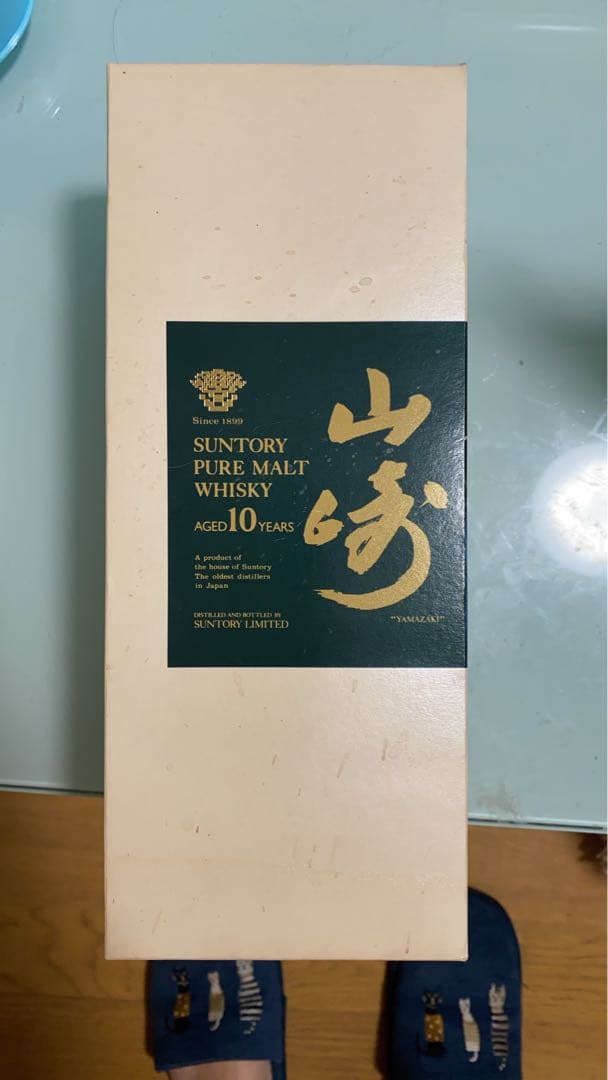 Since 1899
SUNTORY
PURE MALT
WHISKY
AGED 10 YEARS
A product of
the house of Suntory
The oldest distillers
in Japan
DISTILLED AND BOTTLED BY
SUNTORY LIMITED
山崎
"YAMAZAKI"